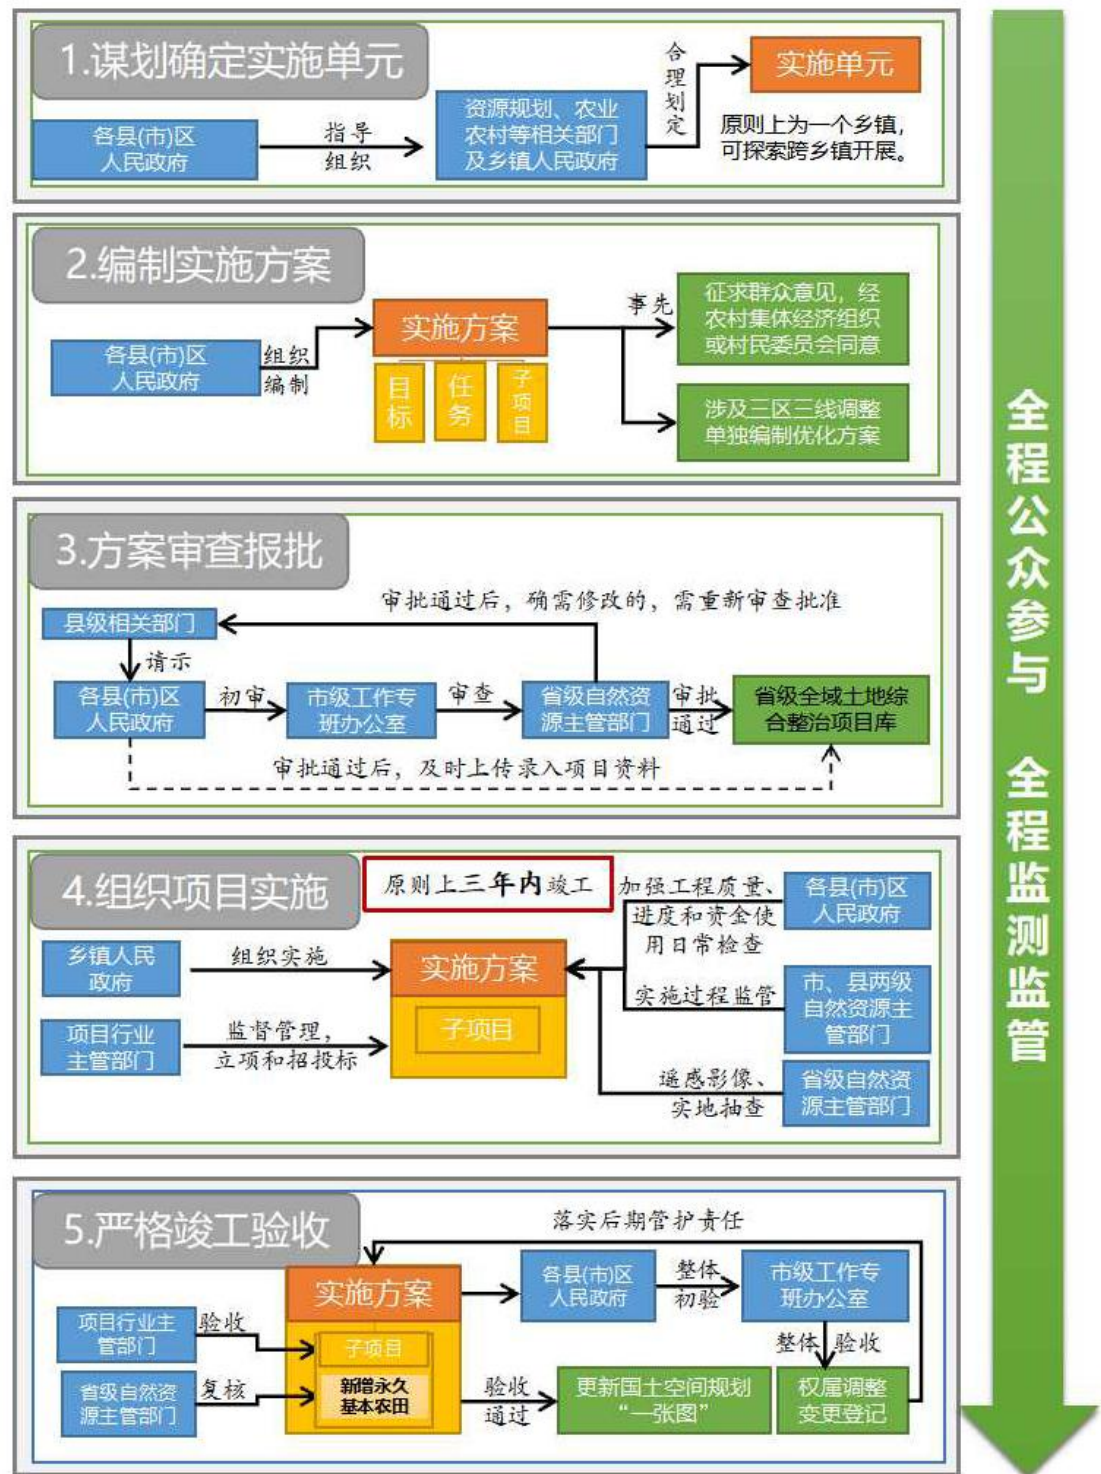 1.谋划确定实施单元
各县(市)区
人民政府
指导
组织
资源规划、农业
农村等相关部门
及乡镇人民政府
合理划定
实施单元
原则上为一个乡镇，
可探索跨乡镇开展。
2.编制实施方案
各县(市)区
人民政府
组织
编制
实施方案
目标
任务
子项目
事先
征求群众意见，经
农村集体经济组织
或村民委员会同意
涉及三区三线调整
单独编制优化方案
3.方案审查报批
审批通过后，确需修改的，需重新审查批准
县级相关部门
请示
各县(市)区
人民政府
初审
市级工作专
班办公室
审查
省级自然资
源主管部门
审批
通过
省级全域土地综
合整治项目库
审批通过后，及时上传录入项目资料
4.组织项目实施
原则上三年内竣工
乡镇人民
政府
组织实施
项目行业
主管部门
监督管理，
立项和招投标
实施方案
子项目
加强工程质量、
进度和资金使
用日常检查
各县(市)区
人民政府
实施过程监管
市、县两级
自然资源主
管部门
遥感影像、
实地抽查
省级自然资
源主管部门
5.严格竣工验收
落实后期管护责任
实施方案
子项目
新增永久
基本农田
项目行业主
管部门
验收
省级自然资
源主管部门
复核
各县(市)区
人民政府
整体
初验
市级工作专
班办公室
整体 验收
验收
通过
更新国土空间规划
“一张图”
权属调整
变更登记
全程公众参与 全程监测监管